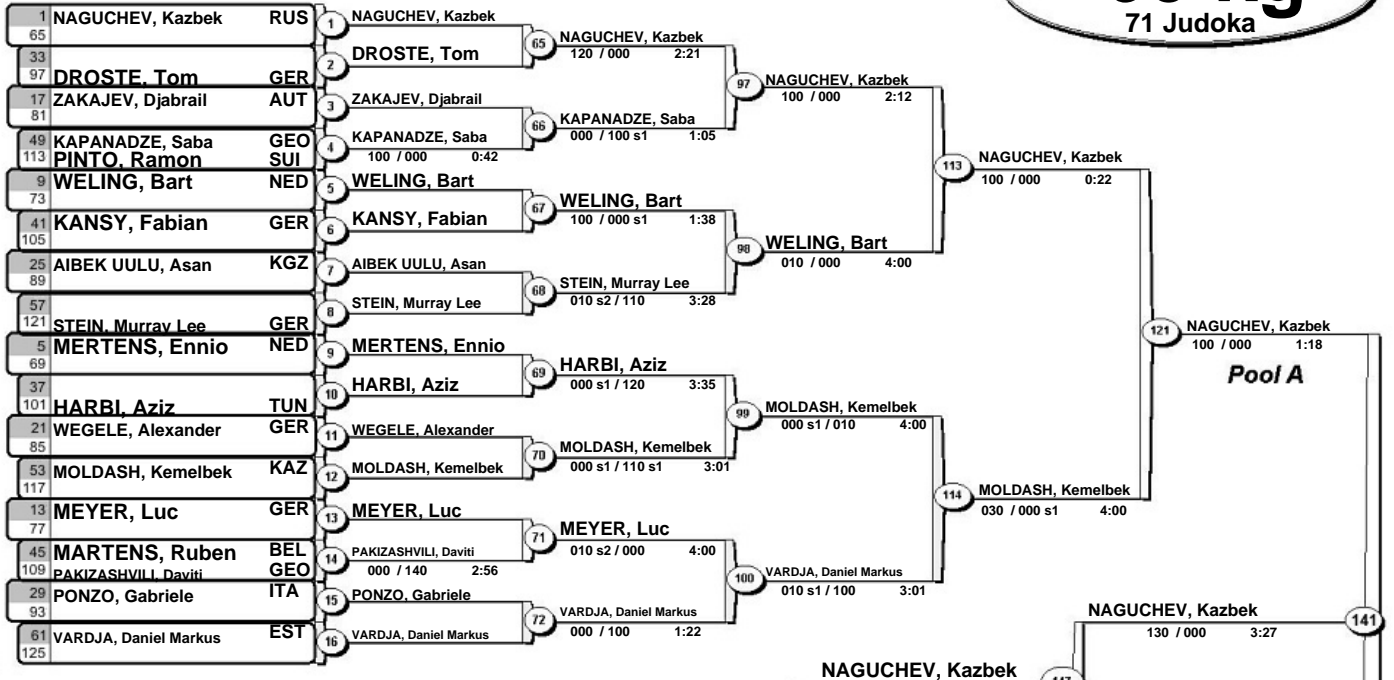 71 Judoka
1 NAGUCHEV, Kazbek RUS
65
33
97 DROSTE, Tom GER
17 ZAKAJEV, Djabrail AUT
81
49 KAPANADZE, Saba GEO
113 PINTO, Ramon SUI
9 WELING, Bart NED
73
41 KANSY, Fabian GER
105
25 AIBEK UULU, Asan KGZ
89
57
121 STEIN, Murray Lee GER
5 MERTENS, Ennio NED
69
37
101 HARBI, Aziz TUN
21 WEGELE, Alexander GER
85
53 MOLDASH, Kemelbek KAZ
117
13 MEYER, Luc GER
77
45 MARTENS, Ruben BEL
109 PAKIZASHVILI, Daviti GEO
29 PONZO, Gabriele ITA
93
61 VARDJA, Daniel Markus EST
125
1 NAGUCHEV, Kazbek
2 DROSTE, Tom
3 ZAKAJEV, Djabrail
4 KAPANADZE, Saba
100 / 000 0:42
5 WELING, Bart
6 KANSY, Fabian
7 AIBEK UULU, Asan
8 STEIN, Murray Lee
9 MERTENS, Ennio
10 HARBI, Aziz
11 WEGELE, Alexander
12 MOLDASH, Kemelbek
13 MEYER, Luc
14 PAKIZASHVILI, Daviti
000 / 140 2:56
15 PONZO, Gabriele
16 VARDJA, Daniel Markus
65 NAGUCHEV, Kazbek
120 / 000 2:21
66 KAPANADZE, Saba
000 / 100 s1 1:05
67 WELING, Bart
100 / 000 s1 1:38
68 STEIN, Murray Lee
010 s2 / 110 3:28
69 HARBI, Aziz
000 s1 / 120 3:35
70 MOLDASH, Kemelbek
000 s1 / 110 s1 3:01
71 MEYER, Luc
010 s2 / 000 4:00
72 VARDJA, Daniel Markus
000 / 100 1:22
97 NAGUCHEV, Kazbek
100 / 000 2:12
98 WELING, Bart
010 / 000 4:00
99 MOLDASH, Kemelbek
000 s1 / 010 4:00
100 VARDJA, Daniel Markus
010 s1 / 100 3:01
113 NAGUCHEV, Kazbek
100 / 000 0:22
114 MOLDASH, Kemelbek
030 / 000 s1 4:00
121 NAGUCHEV, Kazbek
100 / 000 1:18
Pool A
NAGUCHEV, Kazbek 141
130 / 000 3:27
NAGUCHEV, Kazbek